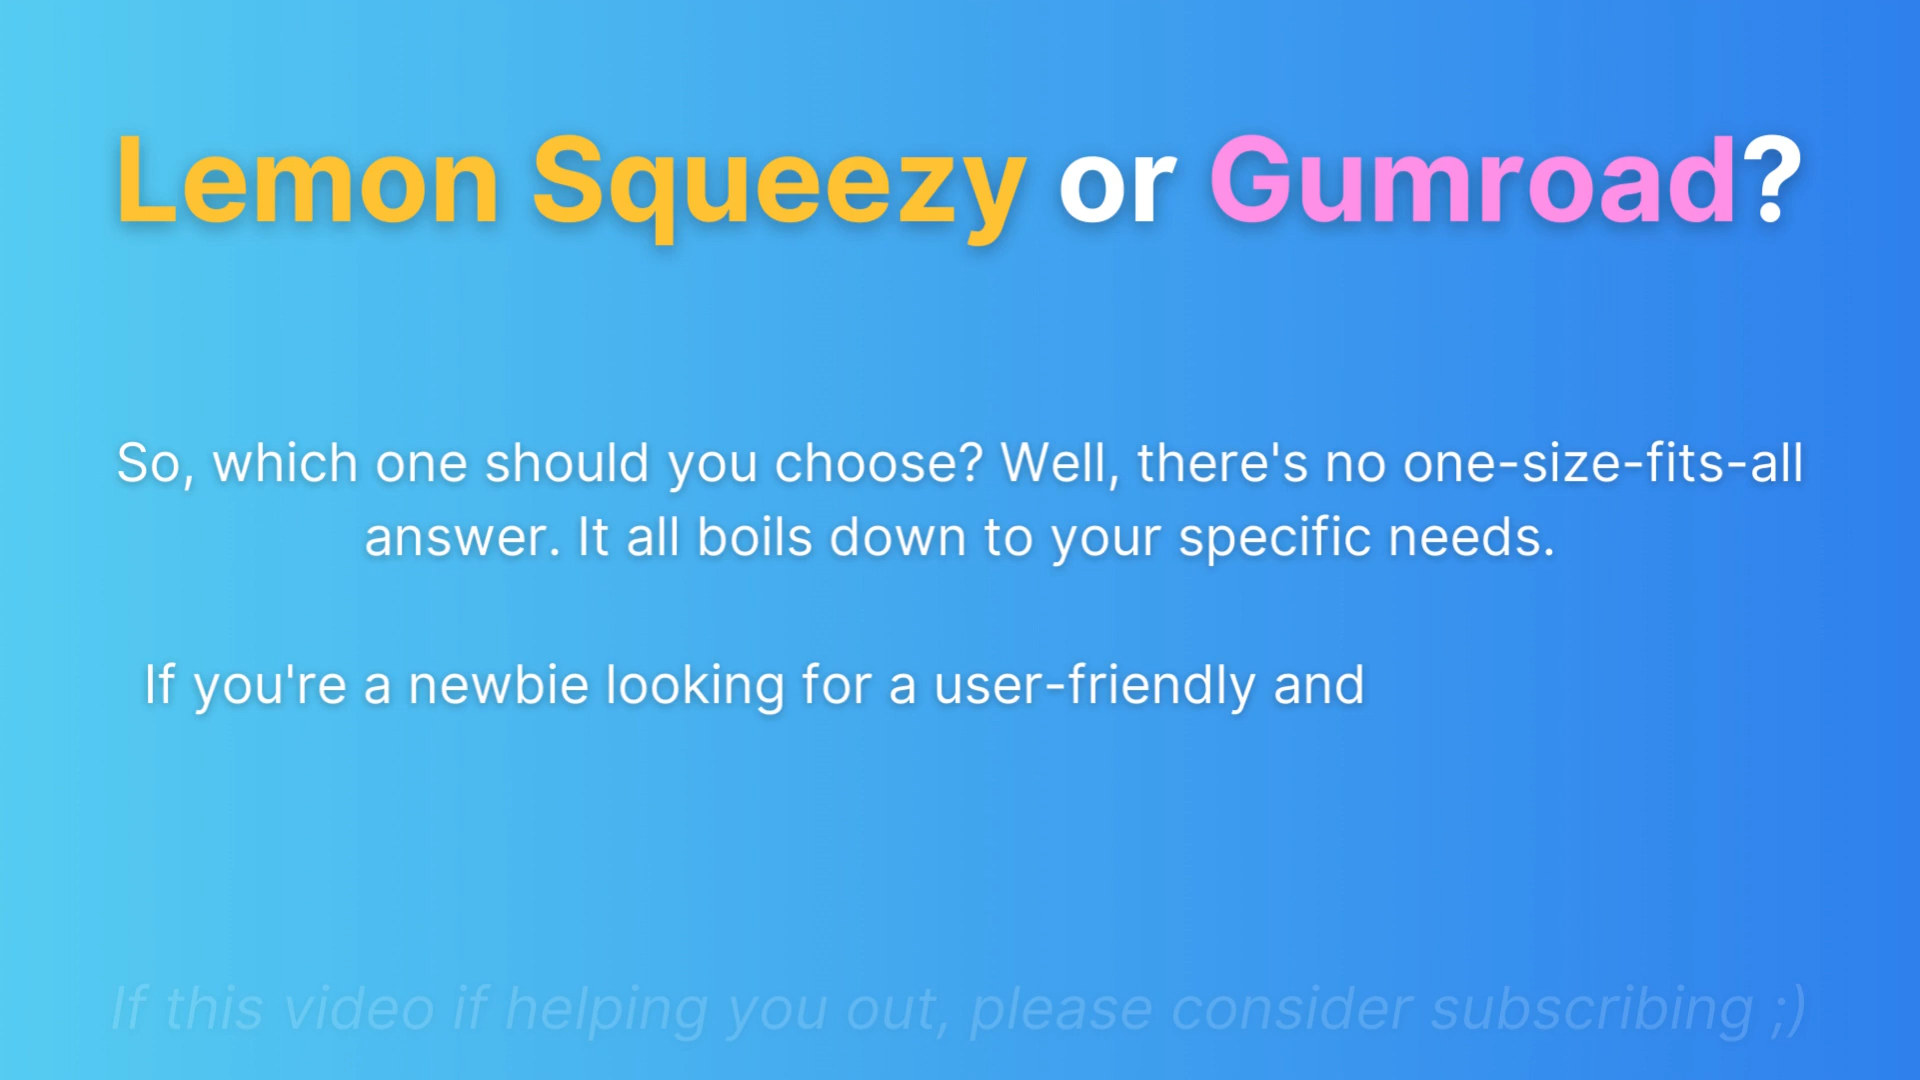 Lemon Squeezy or Gumroad?
So, which one should you choose? Well, there's no one-size-fits-all
answer. It all boils down to your specific needs.
If you're a newbie looking for a user-friendly and
If this video if helping you out, please consider subscribing ;)